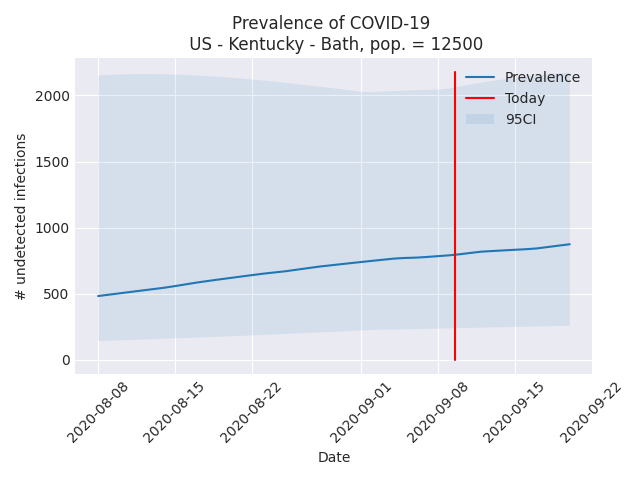 Prevalence of COVID-19
US - Kentucky - Bath, pop. = 12500
Prevalence
Today
95CI
# undetected infections
2000
1500
1000
500
0
2020-08-08
2020-08-15
2020-08-22
2020-09-01
2020-09-08
2020-09-15
2020-09-22
Date